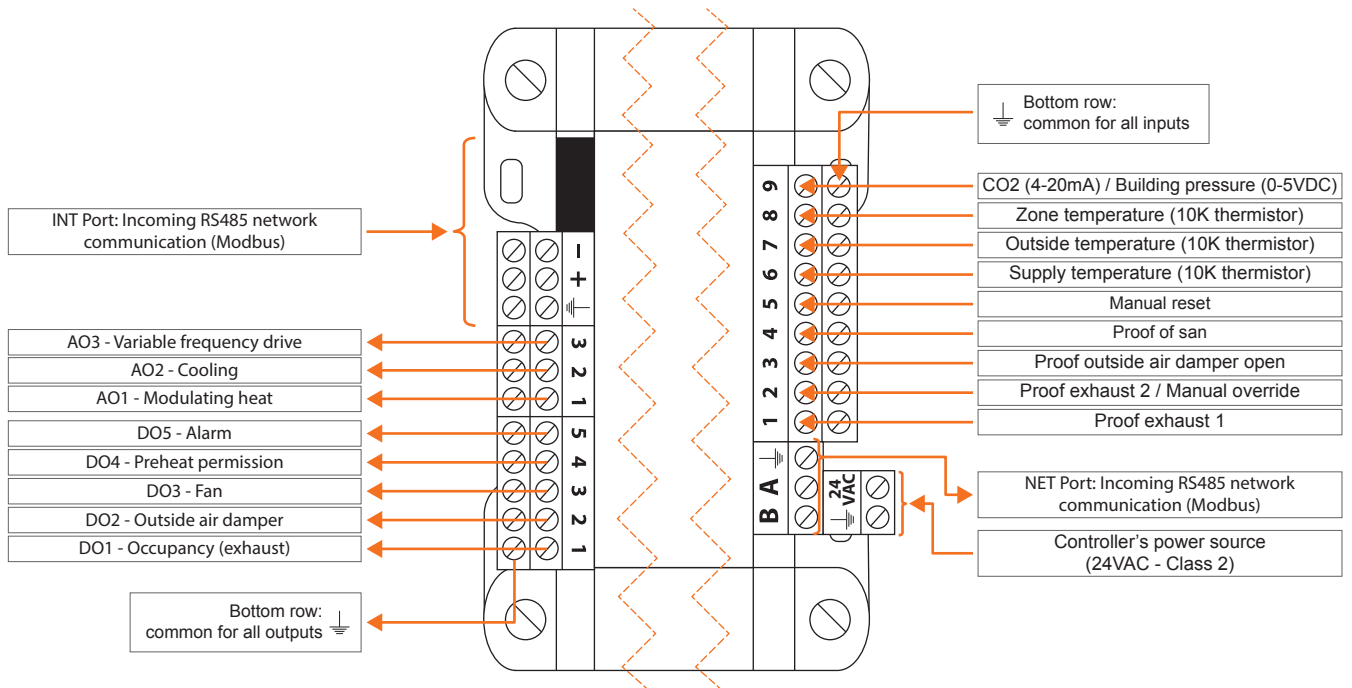 Bottom row:
common for all inputs
INT Port: Incoming RS485 network
communication (Modbus)
AO3 - Variable frequency drive
AO2 - Cooling
AO1 - Modulating heat
DO5 - Alarm
DO4 - Preheat permission
DO3 - Fan
DO2 - Outside air damper
DO1 - Occupancy (exhaust)
Bottom row:
common for all outputs
- 
+
3
2
1
5
4
3
2
1
9
8
7
6
5
4
3
2
1
A
B
24
VAC
CO2 (4-20mA) / Building pressure (0-5VDC)
Zone temperature (10K thermistor)
Outside temperature (10K thermistor)
Supply temperature (10K thermistor)
Manual reset
Proof of san
Proof outside air damper open
Proof exhaust 2 / Manual override
Proof exhaust 1
NET Port: Incoming RS485 network
communication (Modbus)
Controller's power source
(24VAC - Class 2)